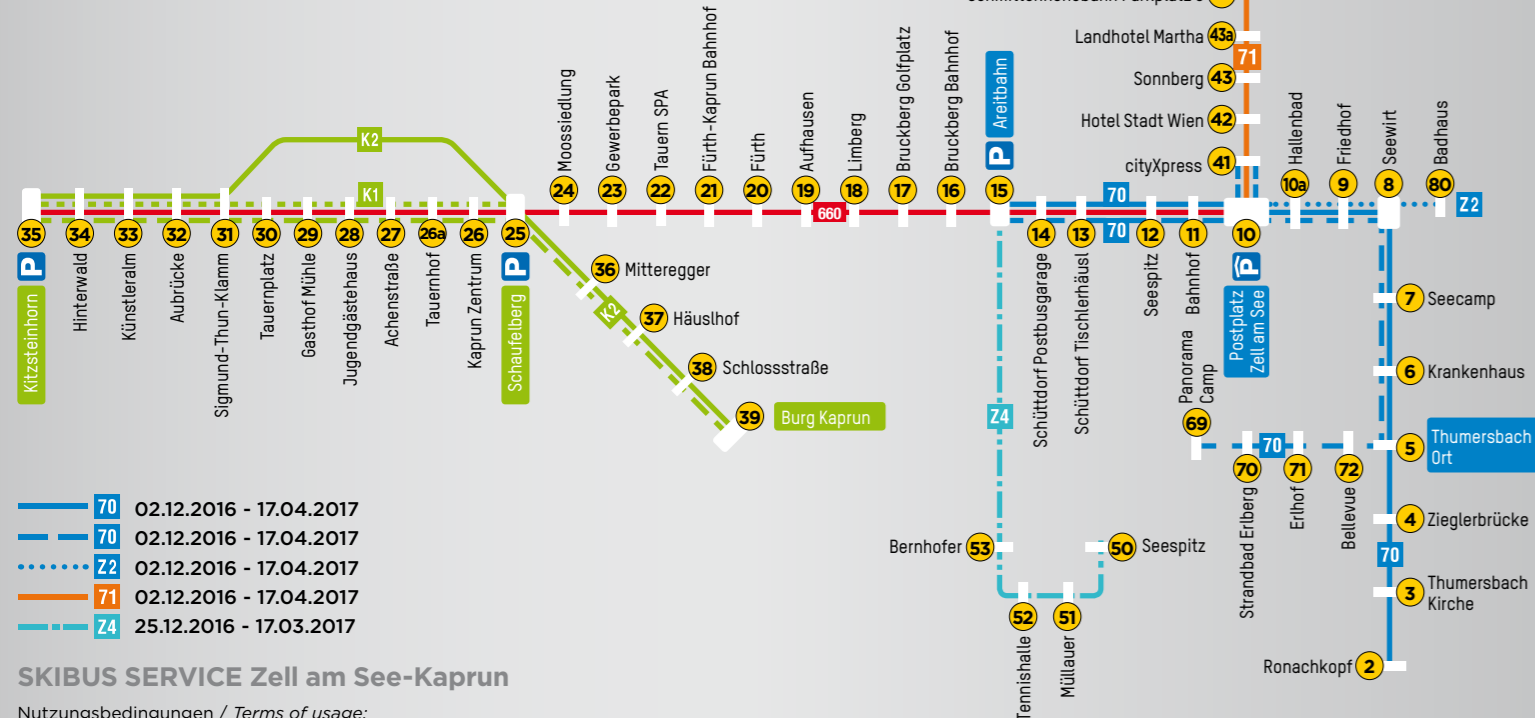 Landhotel Martha 43a
71
Sonnberg 43
Hotel Stadt Wien 42
cityXpress 41
K2
K1
24 Moossiedlung
23 Gewerbepark
22 Tauern SPA
21 Fürth-Kaprun Bahnhof
20 Fürth
19 Aufhausen
18 Limberg
17 Bruckberg Golfplatz
16 Bruckberg Bahnhof
15 P Areitbahn
660
70
70
10a Hallenbad
9 Friedhof
8 Seewirt
80 Badhaus
Z2
35 P Kitzsteinhorn
34 Hinterwald
33 Künstleralm
32 Aubrücke
31 Sigmund-Thun-Klamm
30 Tauernplatz
29 Gasthof Mühle
28 Jugendgästehaus
27 Achenstraße
26a Tauernhof
26 Kaprun Zentrum
25 P Schaufelberg
14 Schüttdorf Postbusgarage
13 Schüttdorf Tischlerhäusl
12 Seespitz
11 Bahnhof
10 P Postplatz
Zell am See
36 Mitteregger
K2
37 Häuslhof
38 Schlossstraße
39 Burg Kaprun
7 Seecamp
6 Krankenhaus
5 Thumersbach
Ort
4 Zieglerbrücke
70
3 Thumersbach
Kirche
Ronachkopf 2
69 Panorama
Camp
70
70 Strandbad Erlberg
71 Erlhof
72 Bellevue
Z4
Bernhofer 53
50 Seespitz
52 Tennishalle
51 Müllauer
70 02.12.2016 - 17.04.2017
70 02.12.2016 - 17.04.2017
Z2 02.12.2016 - 17.04.2017
71 02.12.2016 - 17.04.2017
Z4 25.12.2016 - 17.03.2017
SKIBUS SERVICE Zell am See-Kaprun
Nutzungsbedingungen / Terms of usage: